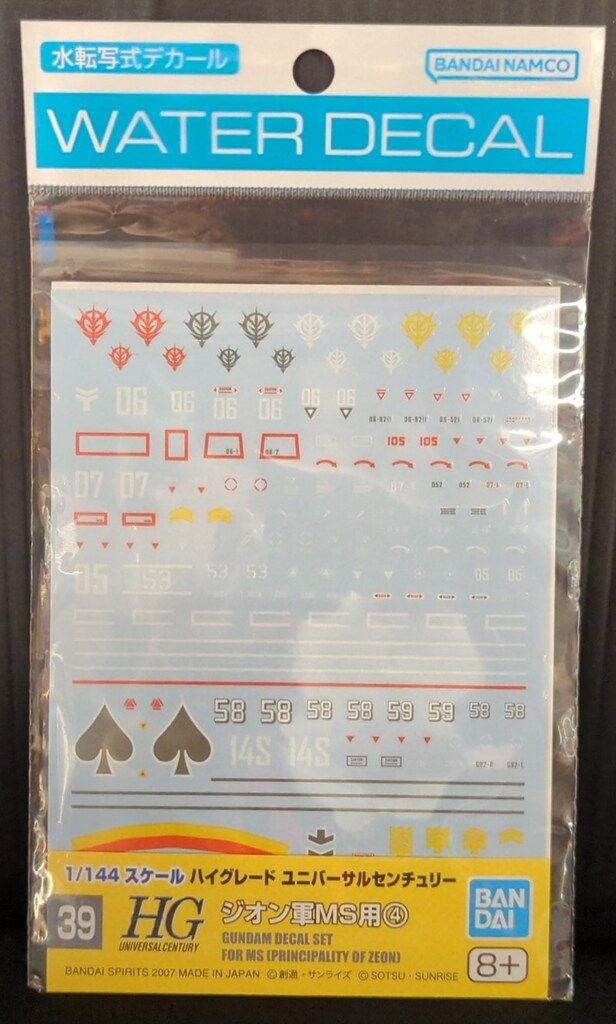 水転写式デカール
BANDAI NAMCO
WATER DECAL
06 06 06 06 06 06
105 105
07 07
052 052
05 53 53 53 05 05
58 58 58 58 59 59 58 58
14S 14S
1/144 スケール ハイグレード ユニバーサルセンチュリー
39 HG ジオン軍MS用④
UNIVERSAL CENTURY
GUNDAM DECAL SET
FOR MS (PRINCIPALITY OF ZEON)
BAN
DAI
8+
BANDAI SPIRITS 2007 MADE IN JAPAN ©創通・サンライズ ©SOTSU・SUNRISE